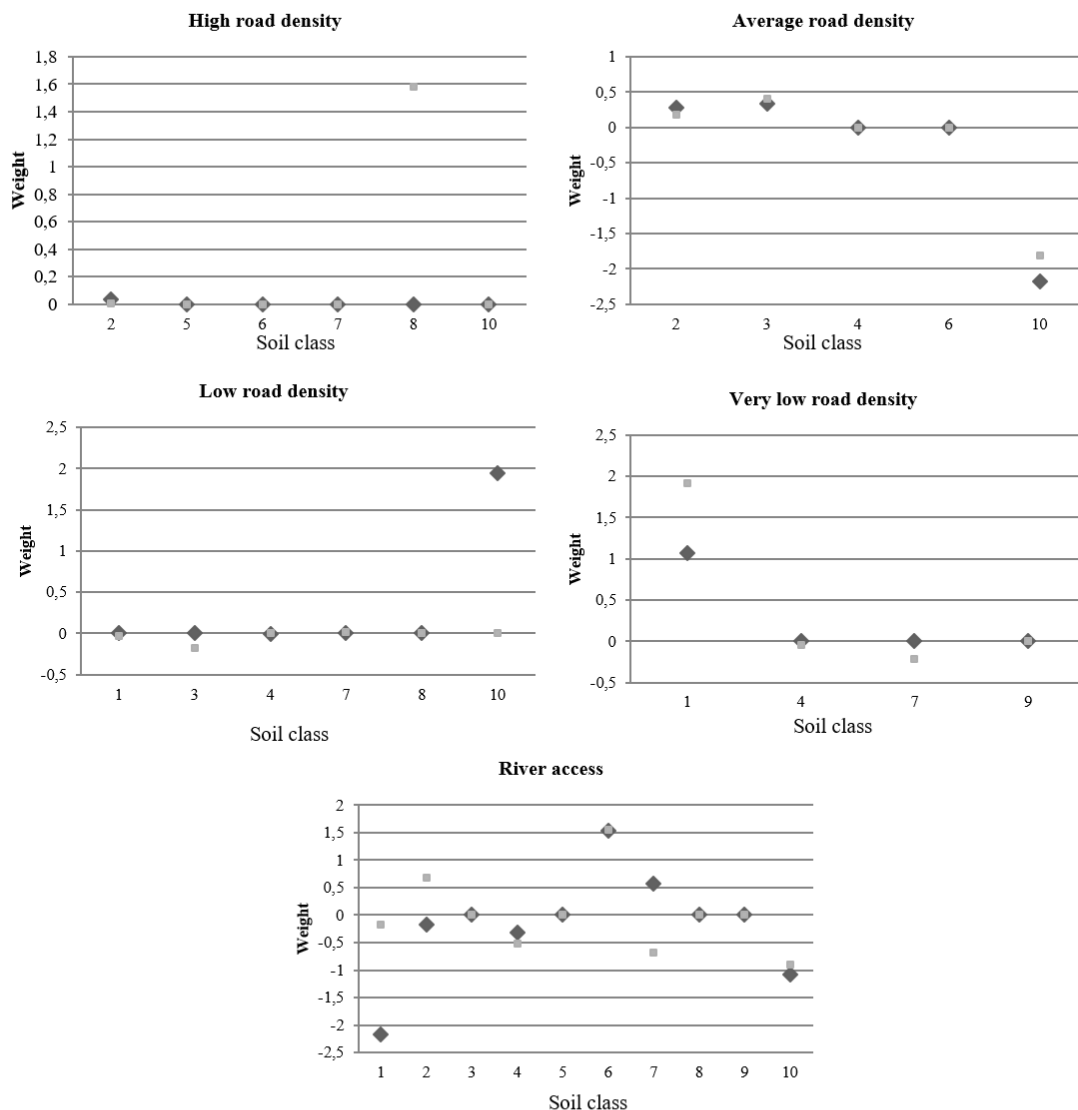 High road density
1,8
1,6
1,4
1,2
1
0,8
0,6
0,4
0,2
0
Weight
2 5 6 7 8 10
Soil class
Average road density
1
0,5
0
-0,5
-1
-1,5
-2
-2,5
Weight
2 3 4 6 10
Soil class
Low road density
2,5
2
1,5
1
0,5
0
-0,5
Weight
1 3 4 7 8 10
Soil class
Very low road density
2,5
2
1,5
1
0,5
0
-0,5
Weight
1 4 7 9
Soil class
River access
2
1,5
1
0,5
0
-0,5
-1
-1,5
-2
-2,5
Weight
1 2 3 4 5 6 7 8 9 10
Soil class